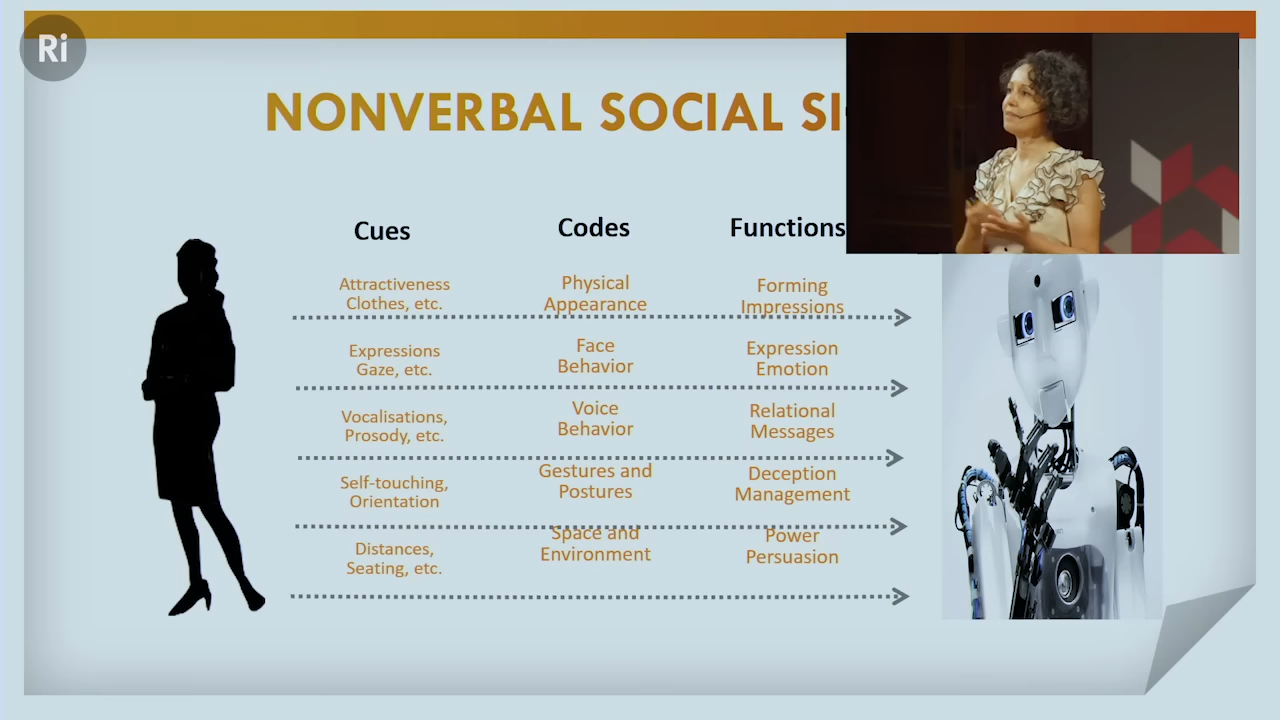 Ri
NONVERBAL SOCIAL
Cues
Codes
Functions
Attractiveness
Clothes, etc.
Physical
Appearance
Forming
Impressions
Expressions
Gaze, etc.
Face
Behavior
Expression
Emotion
Vocalisations,
Prosody, etc.
Voice
Behavior
Relational
Messages
Self-touching,
Orientation
Gestures and
Postures
Deception
Management
Distances,
Seating, etc.
Space and
Environment
Power
Persuasion